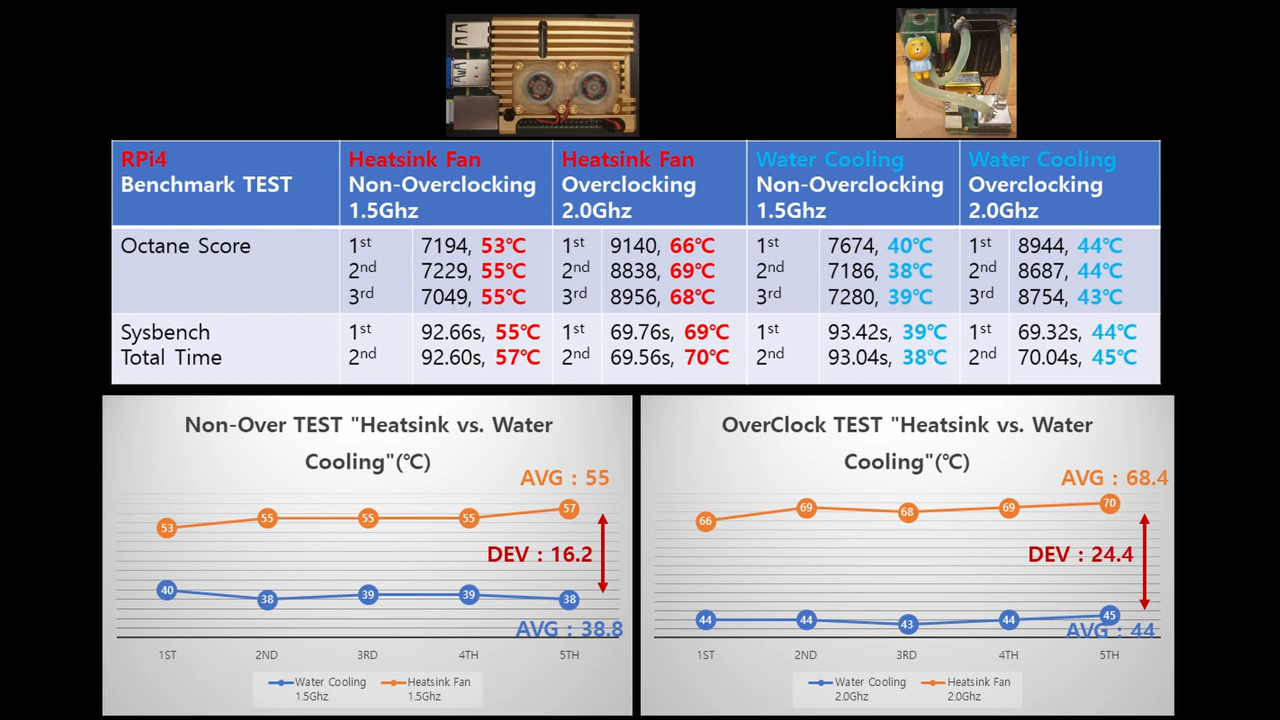 RPi4
Benchmark TEST
Heatsink Fan
Non-Overclocking
1.5Ghz
Heatsink Fan
Overclocking
2.0Ghz
Water Cooling
Non-Overclocking
1.5Ghz
Water Cooling
Overclocking
2.0Ghz
Octane Score
1st 7194, 53℃
2nd 7229, 55℃
3rd 7049, 55℃
1st 9140, 66℃
2nd 8838, 69℃
3rd 8956, 68℃
1st 7674, 40℃
2nd 7186, 38℃
3rd 7280, 39℃
1st 8944, 44℃
2nd 8687, 44℃
3rd 8754, 43℃
Sysbench
Total Time
1st 92.66s, 55℃
2nd 92.60s, 57℃
1st 69.76s, 69℃
2nd 69.56s, 70℃
1st 93.42s, 39℃
2nd 93.04s, 38℃
1st 69.32s, 44℃
2nd 70.04s, 45℃
Non-Over TEST "Heatsink vs. Water
Cooling"(℃)
AVG : 55
53 55 55 55 57
DEV : 16.2
40 38 39 39 38
AVG : 38.8
1ST 2ND 3RD 4TH 5TH
Water Cooling
1.5Ghz
Heatsink Fan
1.5Ghz
OverClock TEST "Heatsink vs. Water
Cooling"(℃)
AVG : 68.4
66 69 68 69 70
DEV : 24.4
44 44 43 44 45
AVG : 44
1ST 2ND 3RD 4TH 5TH
Water Cooling
2.0Ghz
Heatsink Fan
2.0Ghz